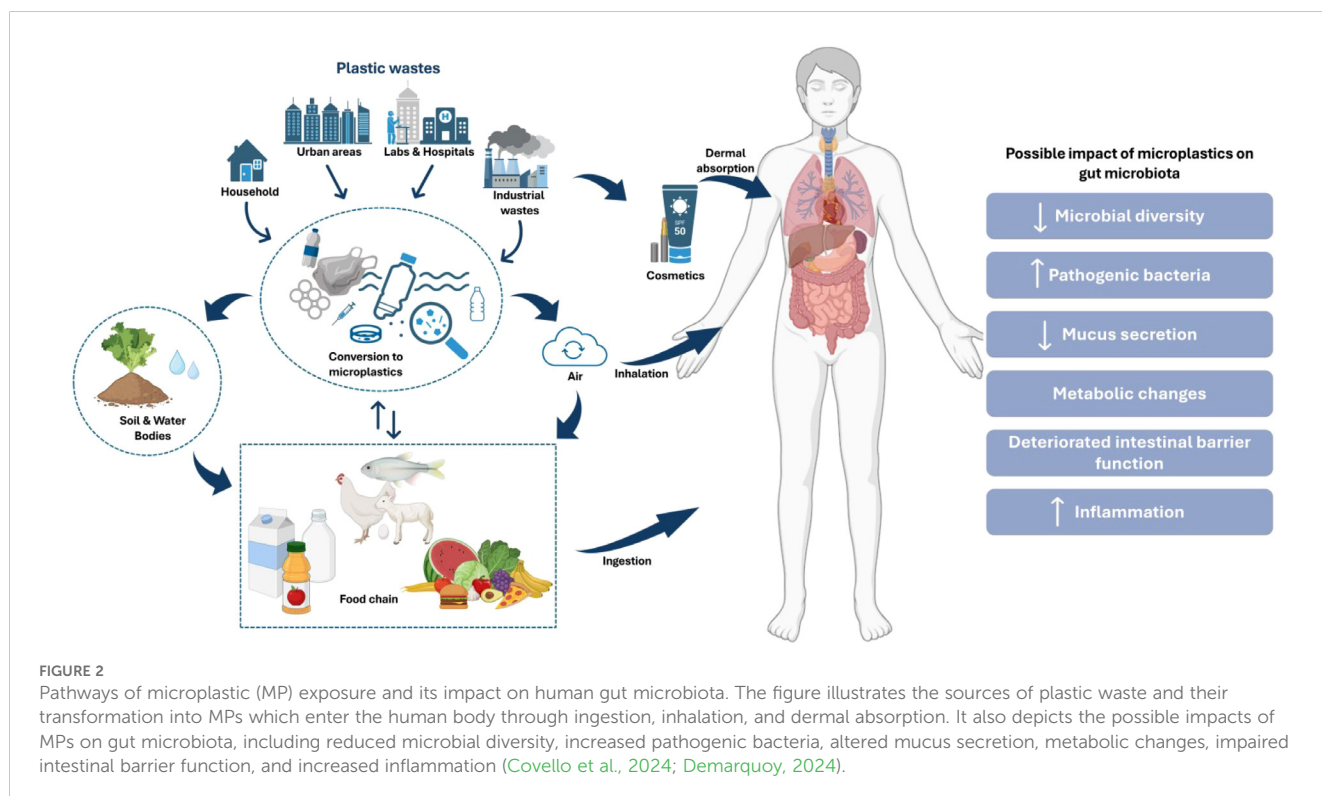 Plastic wastes
Urban areas
Labs & Hospitals
H
Household
Industrial
wastes
Dermal
absorption
SPF
50
Cosmetics
Conversion to
microplastics
Air
Inhalation
Soil & Water
Bodies
Food chain
Ingestion
Possible impact of microplastics on
gut microbiota
↓ Microbial diversity
↑ Pathogenic bacteria
↓ Mucus secretion
Metabolic changes
Deteriorated intestinal barrier
function
↑ Inflammation
FIGURE 2
Pathways of microplastic (MP) exposure and its impact on human gut microbiota. The figure illustrates the sources of plastic waste and their
transformation into MPs which enter the human body through ingestion, inhalation, and dermal absorption. It also depicts the possible impacts of
MPs on gut microbiota, including reduced microbial diversity, increased pathogenic bacteria, altered mucus secretion, metabolic changes, impaired
intestinal barrier function, and increased inflammation (Covello et al., 2024; Demarquoy, 2024).